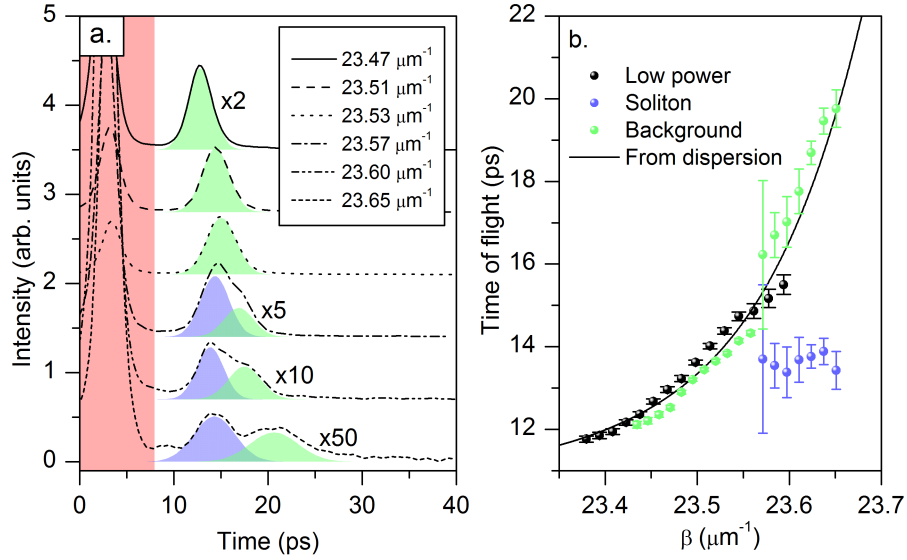 a.
23.47 μm⁻¹
23.51 μm⁻¹
23.53 μm⁻¹
23.57 μm⁻¹
23.60 μm⁻¹
23.65 μm⁻¹
x2
x5
x10
x50
5
4
3
2
1
0
Intensity (arb. units)
0 10 20 30 40
Time (ps)
b.
Low power
Soliton
Background
From dispersion
22
20
18
16
14
12
Time of flight (ps)
23.4 23.5 23.6 23.7
β (μm⁻¹)